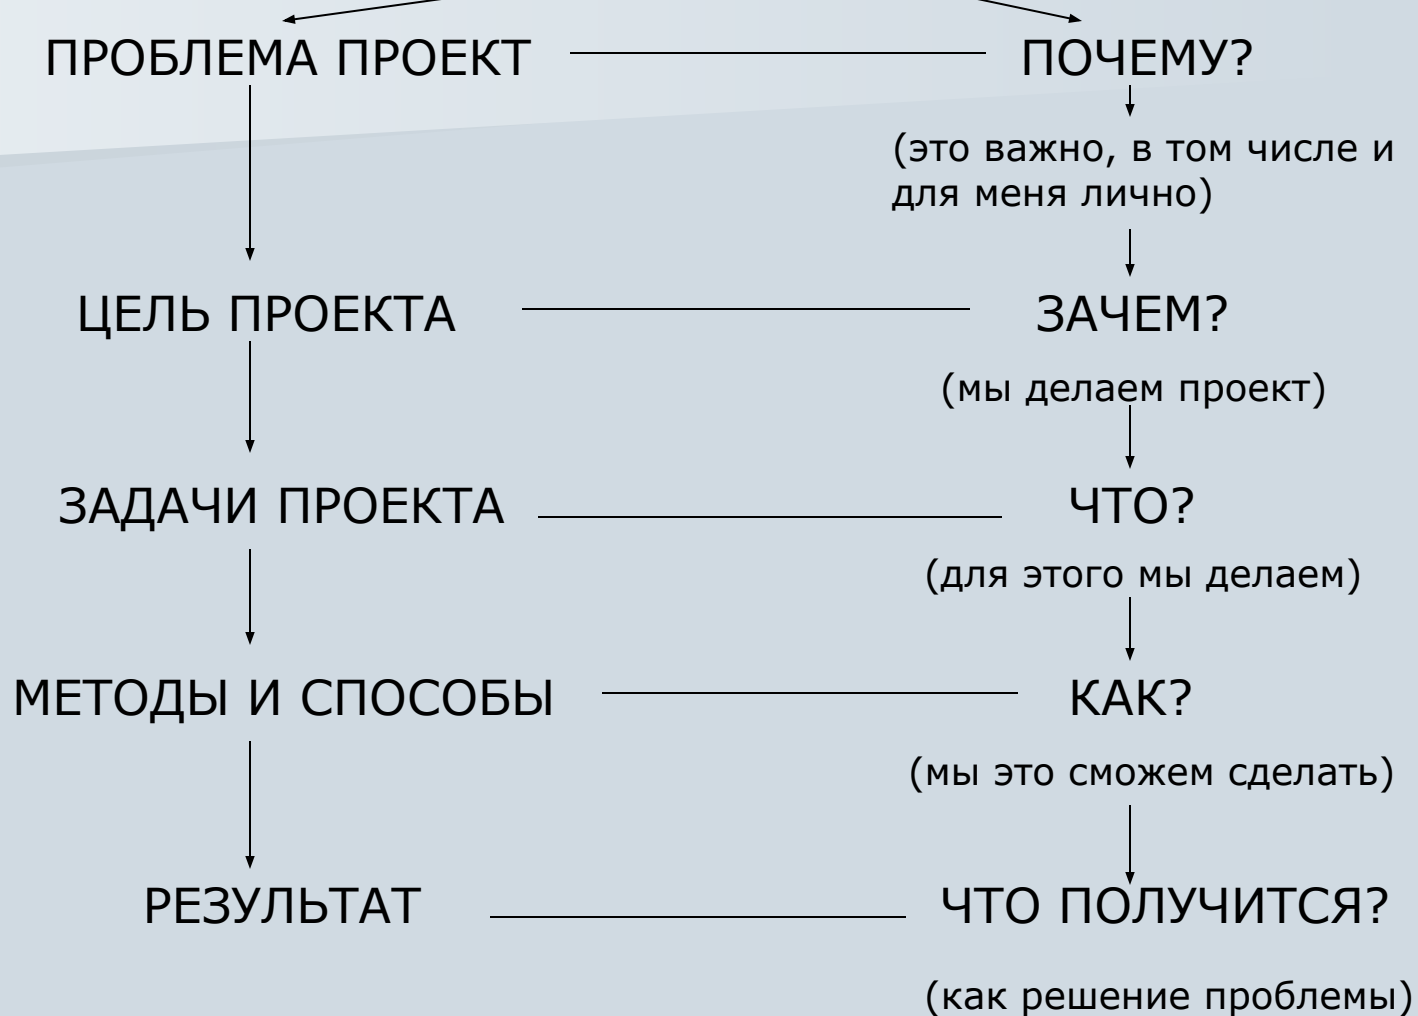 ПРОБЛЕМА ПРОЕКТ
ПОЧЕМУ?
(это важно, в том числе и
для меня лично)
ЦЕЛЬ ПРОЕКТА
ЗАЧЕМ?
(мы делаем проект)
ЗАДАЧИ ПРОЕКТА
ЧТО?
(для этого мы делаем)
МЕТОДЫ И СПОСОБЫ
КАК?
(мы это сможем сделать)
РЕЗУЛЬТАТ
ЧТО ПОЛУЧИТСЯ?
(как решение проблемы)